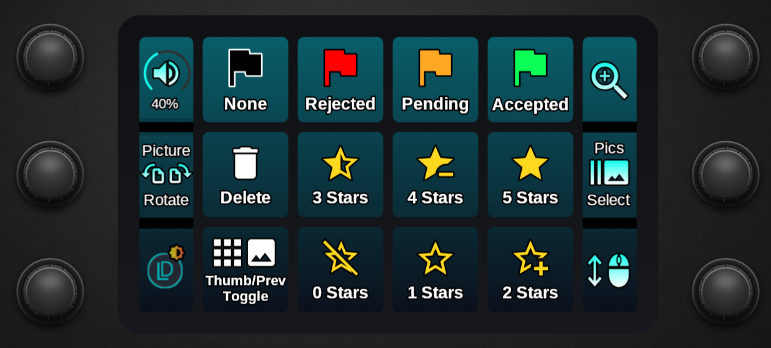 40%
None
Rejected
Pending
Accepted
Picture
Rotate
Delete
3 Stars
4 Stars
5 Stars
Pics
Select
LD
Thumb/Prev
Toggle
0 Stars
1 Stars
2 Stars